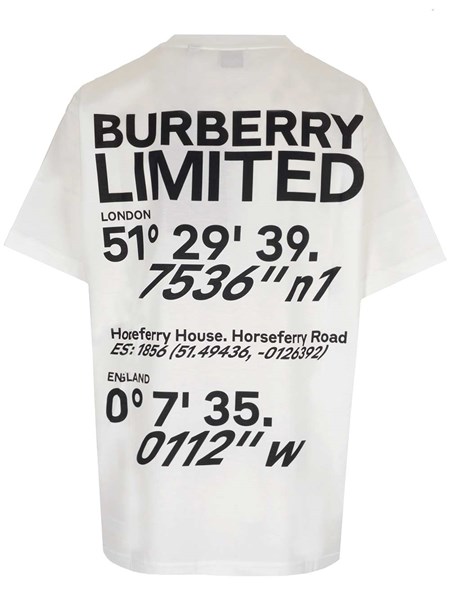 BURBERRY
LIMITED
LONDON
51° 29' 39.
7536" n1
Horeferry House. Horseferry Road
ES: 1856 (51.49436, -0126392)
ENGLAND
0° 7' 35.
0112" w